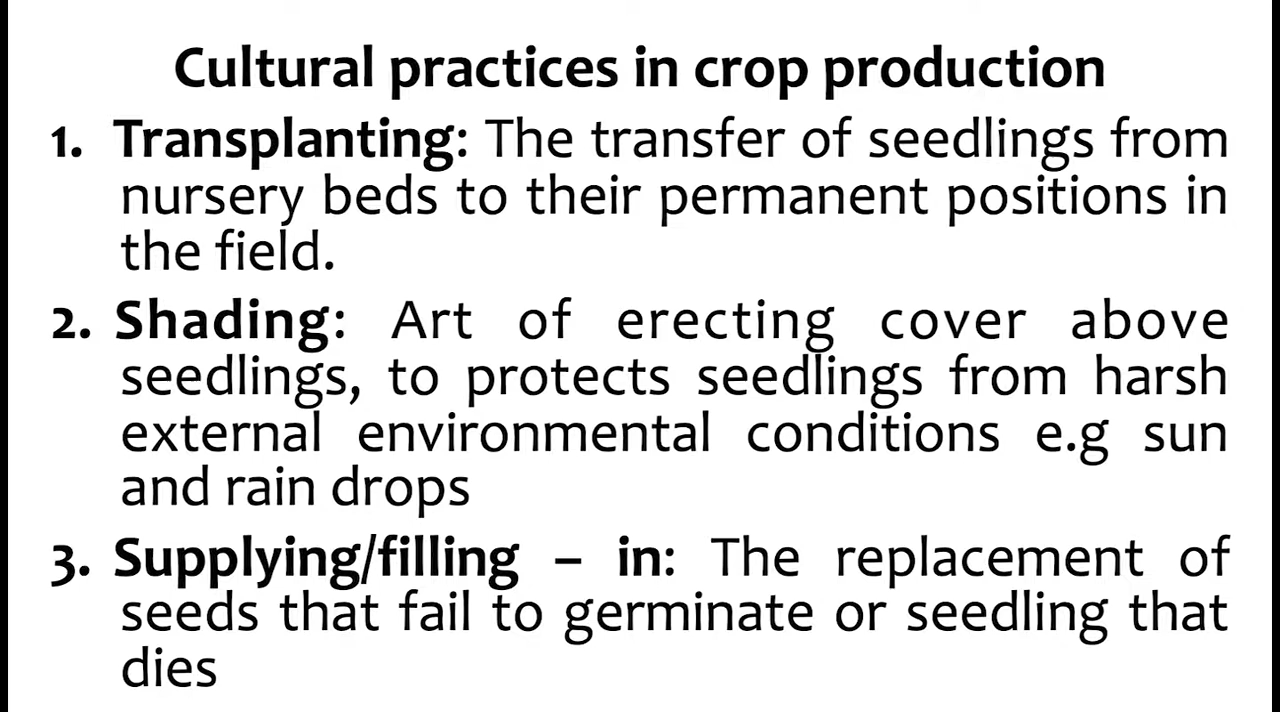 Cultural practices in crop production
1. Transplanting: The transfer of seedlings from
nursery beds to their permanent positions in
the field.
2. Shading: Art of erecting cover above
seedlings, to protects seedlings from harsh
external environmental conditions e.g sun
and rain drops
3. Supplying/filling – in: The replacement of
seeds that fail to germinate or seedling that
dies